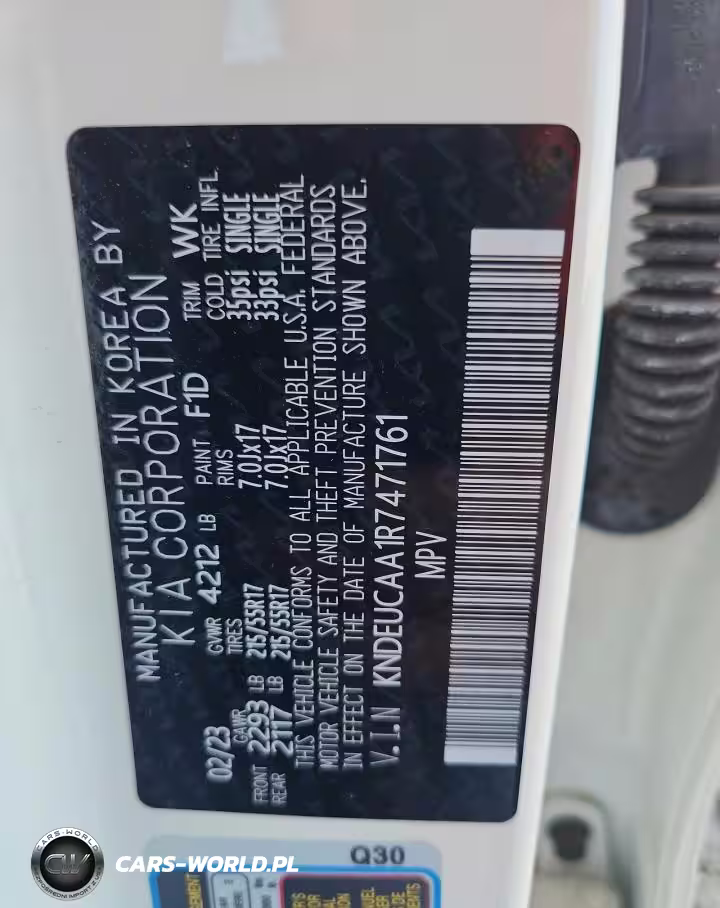 MANUFACTURED IN KOREA BY
KIA CORPORATION
02/23 GVWR 4212 LB PAINT F1D TRIM WK
GAWR TIRES RIMS COLD TIRE INFL
FRONT 2293 LB 215/55R17 7.0Jx17 35psi SINGLE
REAR 2117 LB 215/55R17 7.0Jx17 33psi SINGLE
THIS VEHICLE CONFORMS TO ALL APPLICABLE U.S.A. FEDERAL
MOTOR VEHICLE SAFETY AND THEFT PREVENTION STANDARDS
IN EFFECT ON THE DATE OF MANUFACTURE SHOWN ABOVE.
V.I.N KNDEUCAA1R7471761
MPV
Q30
CARS-WORLD
CW
CARS-WORLD.PL